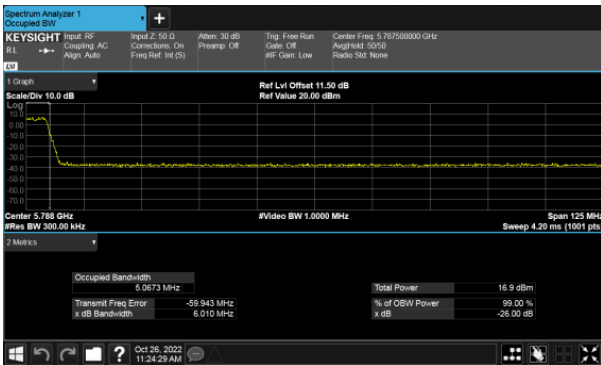 Spectrum Analyzer 1
Occupied BW
+
KEYSIGHT Input: RF Input Z: 50 Ω Atten: 30 dB Trig: Free Run Center Freq: 5.787500000 GHz
RL Coupling: AC Corrections: On Preamp: Off Gate: Off Avg|Hold: 50/50
Align: Auto Freq Ref: Int (S) #IF Gain: Low Radio Std: None
LXI
1 Graph
Ref Lvl Offset 11.50 dB
Scale/Div 10.0 dB Ref Value 20.00 dBm
Log
10.0
0.00
-10.0
-20.0
-30.0
-40.0
-50.0
-60.0
-70.0
Center 5.788 GHz #Video BW 1.0000 MHz Span 125 MHz
#Res BW 300.00 kHz Sweep 4.20 ms (1001 pts
2 Metrics
Occupied Bandwidth
5.0673 MHz Total Power 16.9 dBm
Transmit Freq Error -59.943 MHz % of OBW Power 99.00 %
x dB Bandwidth 6.010 MHz x dB -26.00 dB
? Oct 26, 2022
11:24:29 AM